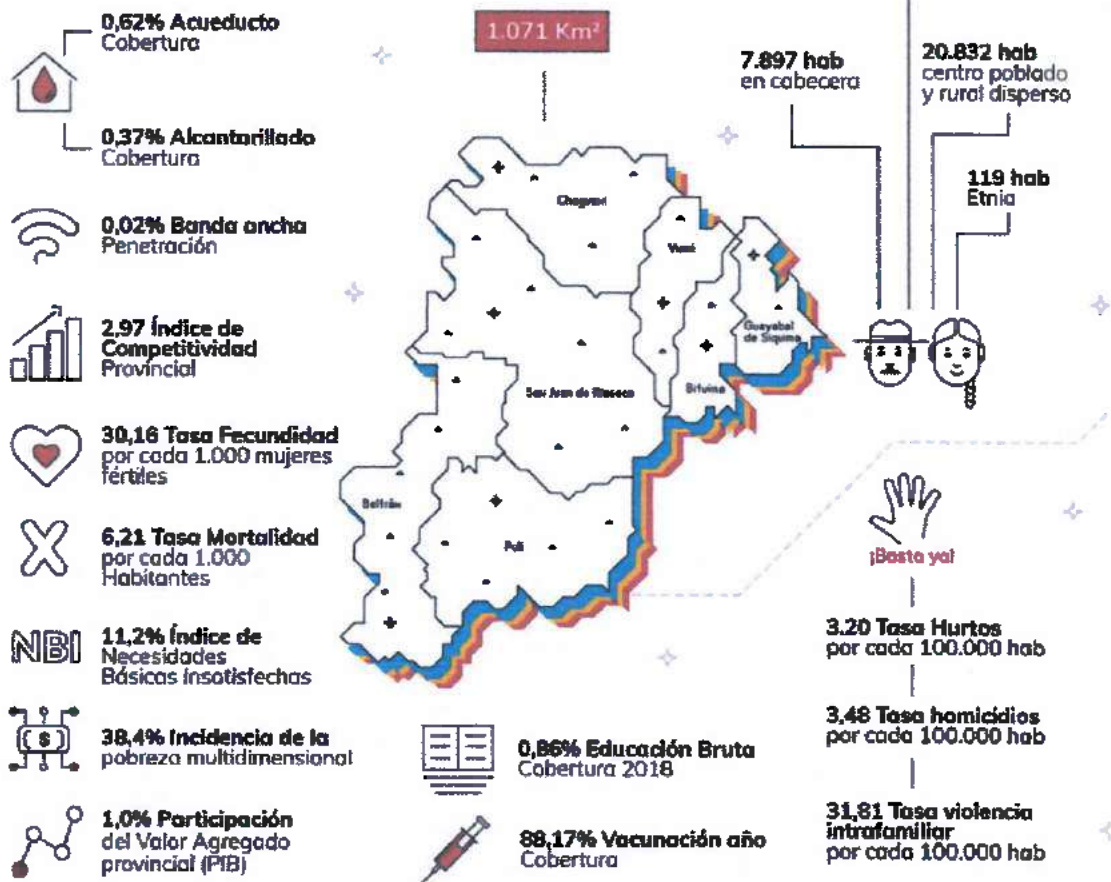 0,62% Acueducto
Cobertura
0,37% Alcantarillado
Cobertura
0,02% Banda ancha
Penetración
2,97 Índice de
Competitividad
Provincial
30,16 Tasa Fecundidad
por cada 1.000 mujeres
fértiles
6,21 Tasa Mortalidad
por cada 1.000
Habitantes
NBI
11,2% Índice de
Necesidades
Básicas insatisfechas
$
38,4% Incidencia de la
pobreza multidimensional
1,0% Participación
del Valor Agregado
provincial (PIB)
1.071 Km²
Chaguaní
Vianí
Guayabal
de Síquima
San Juan de Rioseco
Bituima
Beltrán
Pulí
0,86% Educación Bruta
Cobertura 2018
88,17% Vacunación año
Cobertura
7.897 hab
en cabecera
20.832 hab
centro poblado
y rural disperso
119 hab
Etnia
¡Basta ya!
3.20 Tasa Hurtos
por cada 100.000 hab
3,48 Tasa homicidios
por cada 100.000 hab
31,81 Tasa violencia
intrafamiliar
por cada 100.000 hab